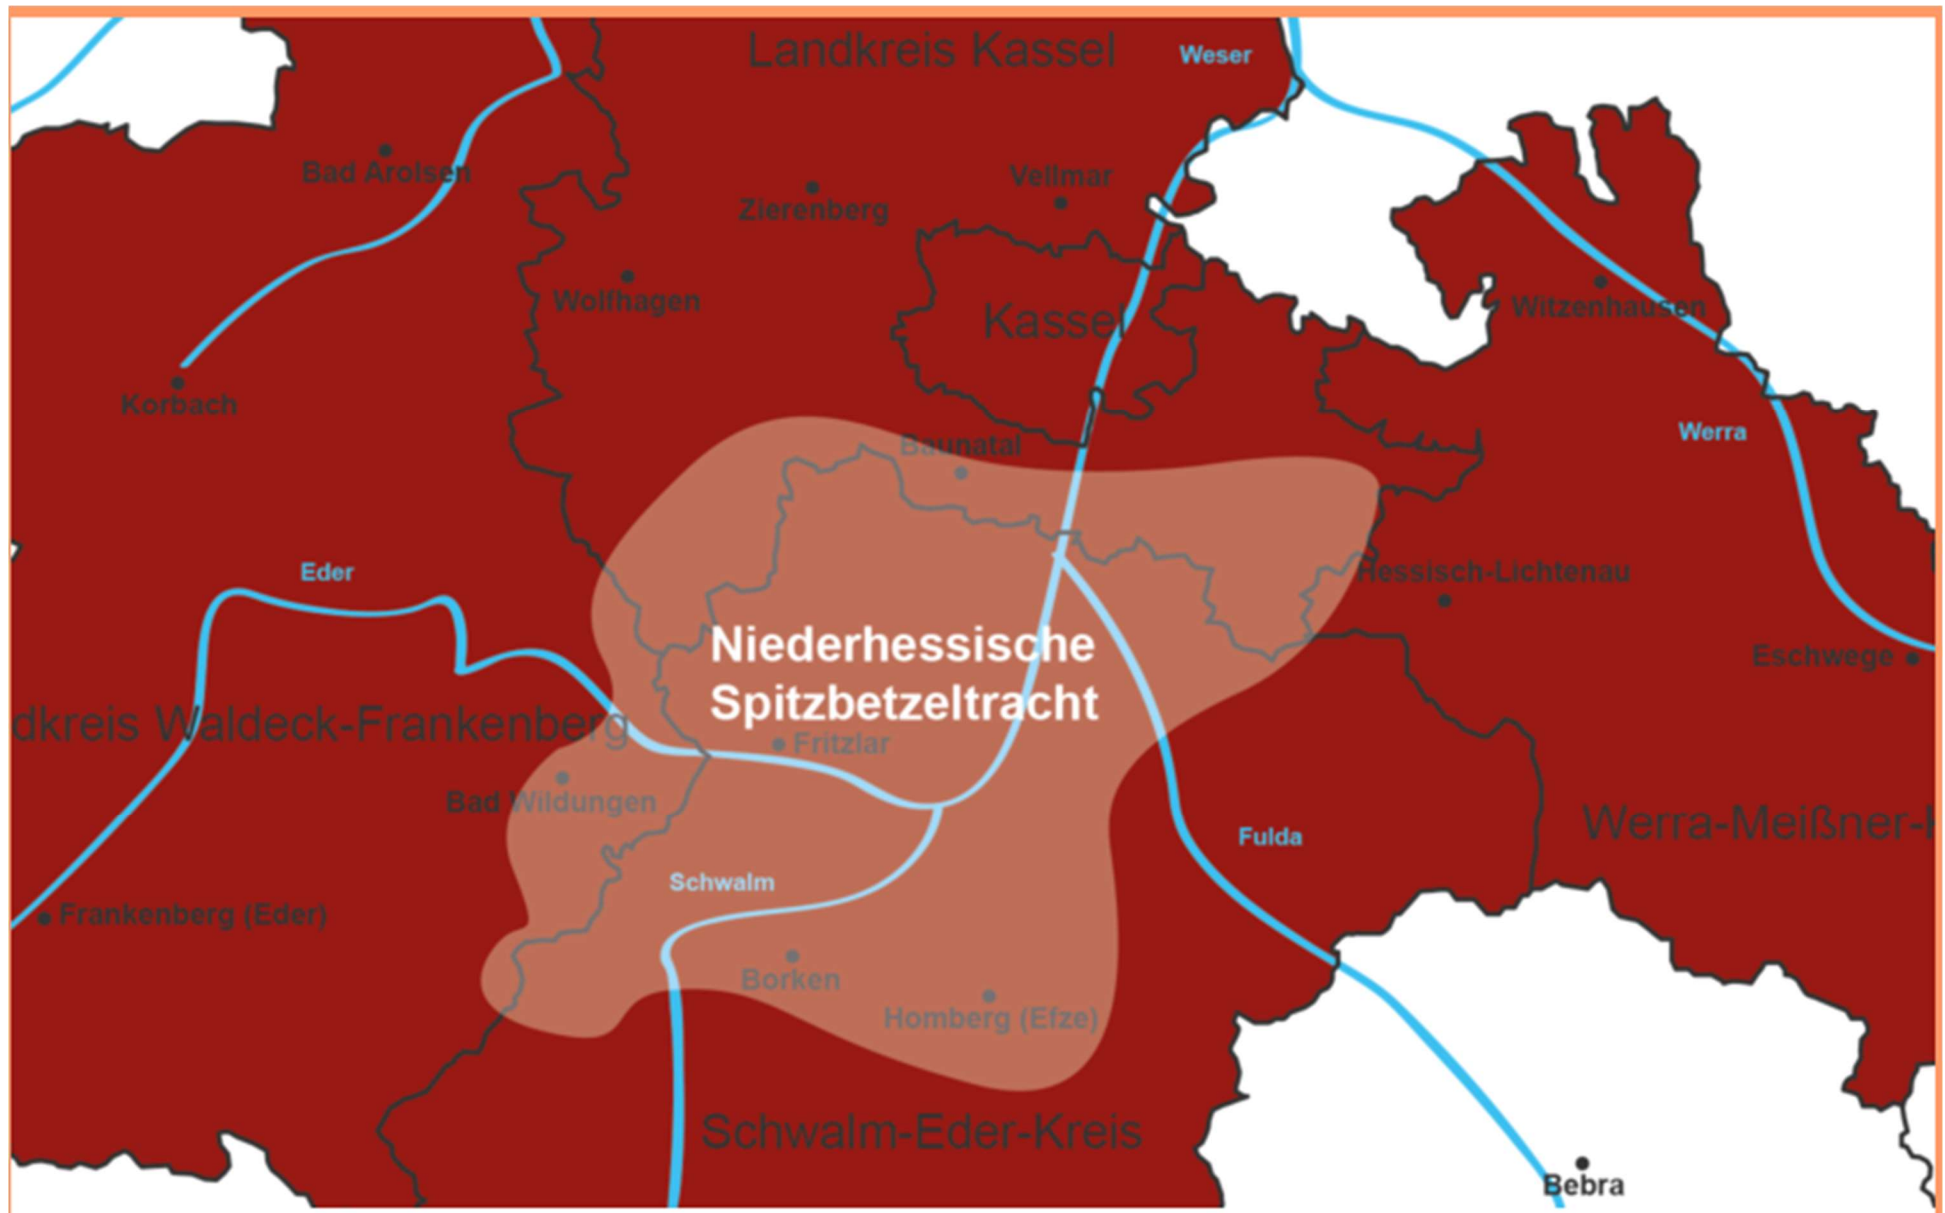 Landkreis Kassel
Weser
Bad Arolsen
Vellmar
Zierenberg
Wolfhagen
Kassel
Witzenhausen
Korbach
Werra
Baunatal
Eder
Hessisch-Lichtenau
Niederhessische
Spitzbetzeltracht
Eschwege
dkreis Waldeck-Frankenberg
Fritzlar
Bad Wildungen
Werra-Meißner-K
Fulda
Schwalm
Frankenberg (Eder)
Borken
Homberg (Efze)
Schwalm-Eder-Kreis
Bebra